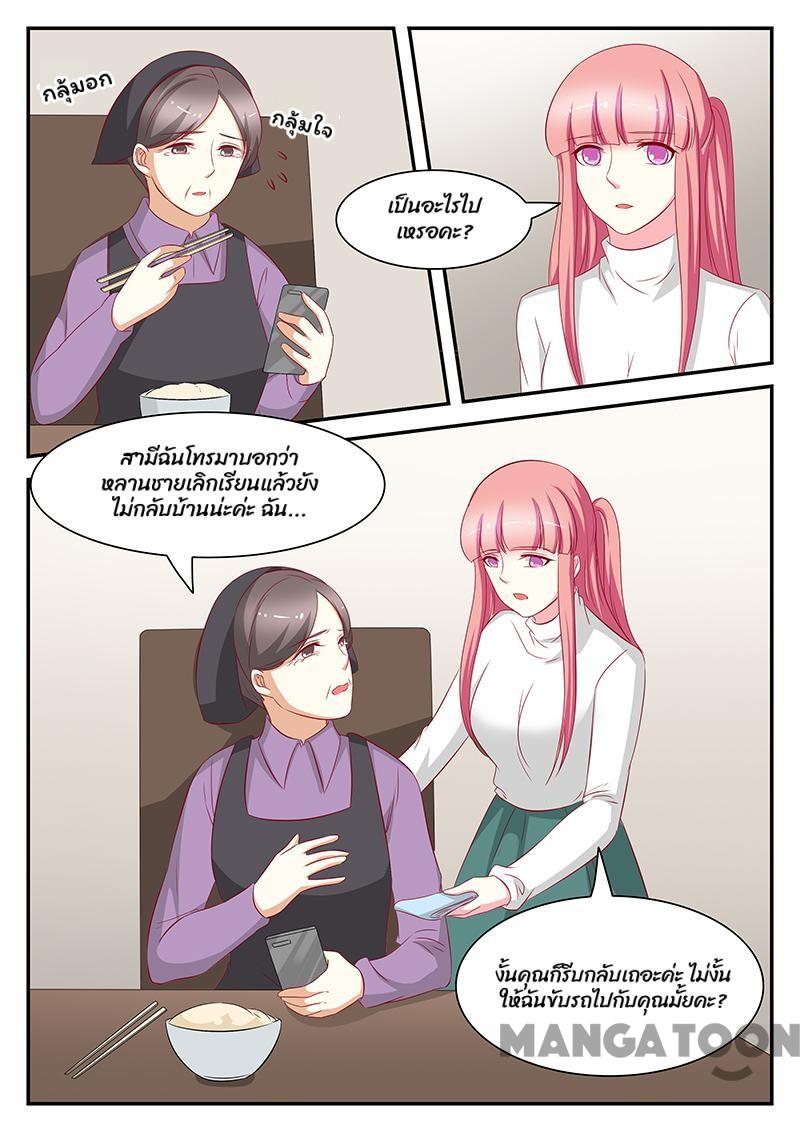 กลุ้มอก
กลุ้มใจ
เป็นอะไรไป
เหรอคะ?
สามีฉันโทรมาบอกว่า
หลานชายเลิกเรียนแล้วยัง
ไม่กลับบ้านน่ะค่ะ ฉัน...
งั้นคุณก็รีบกลับเถอะค่ะ ไม่งั้น
ให้ฉันขับรถไปกับคุณมั้ยคะ?
MANGATOON